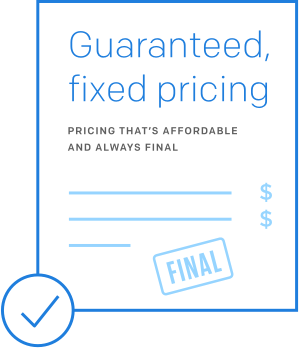 Guaranteed,
fixed pricing
PRICING THAT'S AFFORDABLE
AND ALWAYS FINAL
$
$
FINAL